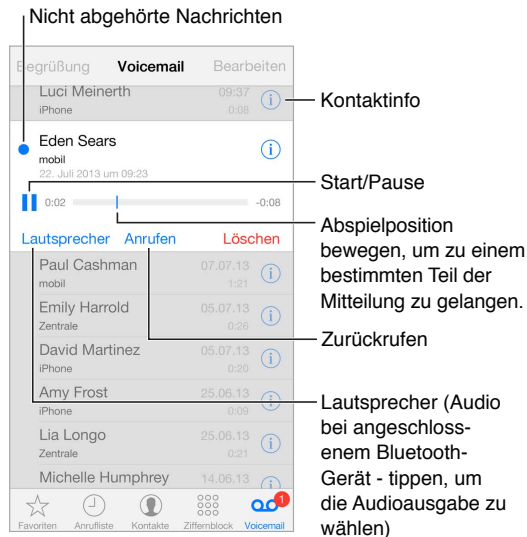 Nicht abgehörte Nachrichten
Begrüßung Voicemail Bearbeiten
Luci Meinerth 09:37
iPhone 0:08
Kontaktinfo
Eden Sears
mobil
22. Juli 2013 um 09:23
Start/Pause
0:02 -0:08
Abspielposition
bewegen, um zu einem
bestimmten Teil der
Mitteilung zu gelangen.
Lautsprecher Anrufen Löschen
Paul Cashman 07.07.13
mobil 1:21
Emily Harrold 05.07.13
Zentrale 0:26
Zurückrufen
David Martinez 05.07.13
iPhone 0:20
Amy Frost 25.06.13
iPhone 0:09
Lautsprecher (Audio
bei angeschloss-
enem Bluetooth-
Gerät - tippen, um
die Audioausgabe zu
wählen)
Lia Longo 25.06.13
Zentrale 0:21
Michelle Humphrey 14.06.13
1
Favoriten Anrufliste Kontakte Ziffernblock Voicemail